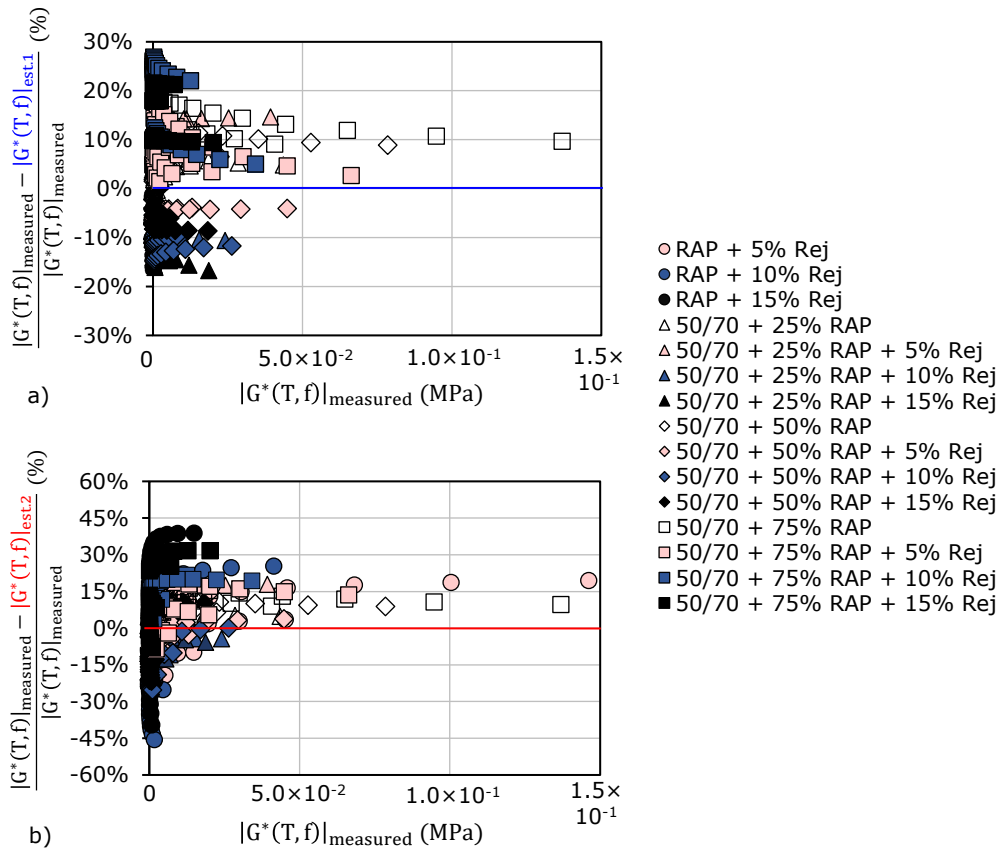 |G*(T, f)|measured − |G*(T, f)|est.1 (%)
|G*(T, f)|measured
30%
20%
10%
0%
-10%
-20%
-30%
0
5.0×10-2
1.0×10-1
1.5×
10-1
|G*(T, f)|measured (MPa)
a)
RAP + 5% Rej
RAP + 10% Rej
RAP + 15% Rej
50/70 + 25% RAP
50/70 + 25% RAP + 5% Rej
50/70 + 25% RAP + 10% Rej
50/70 + 25% RAP + 15% Rej
50/70 + 50% RAP
50/70 + 50% RAP + 5% Rej
50/70 + 50% RAP + 10% Rej
50/70 + 50% RAP + 15% Rej
50/70 + 75% RAP
50/70 + 75% RAP + 5% Rej
50/70 + 75% RAP + 10% Rej
50/70 + 75% RAP + 15% Rej
|G*(T, f)|measured − |G*(T, f)|est.2 (%)
|G*(T, f)|measured
60%
45%
30%
15%
0%
-15%
-30%
-45%
-60%
0
5.0×10-2
1.0×10-1
1.5×
10-1
|G*(T, f)|measured (MPa)
b)